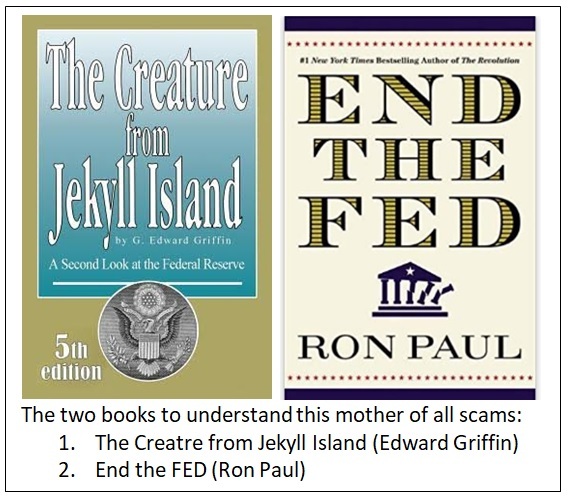 The Creature
from
Jekyll Island
by G. Edward Griffin
A Second Look at the Federal Reserve
5th
edition
#1 New York Times Bestselling Author of The Revolution
END
THE
FED
RON PAUL
The two books to understand this mother of all scams:
1. The Creatre from Jekyll Island (Edward Griffin)
2. End the FED (Ron Paul)